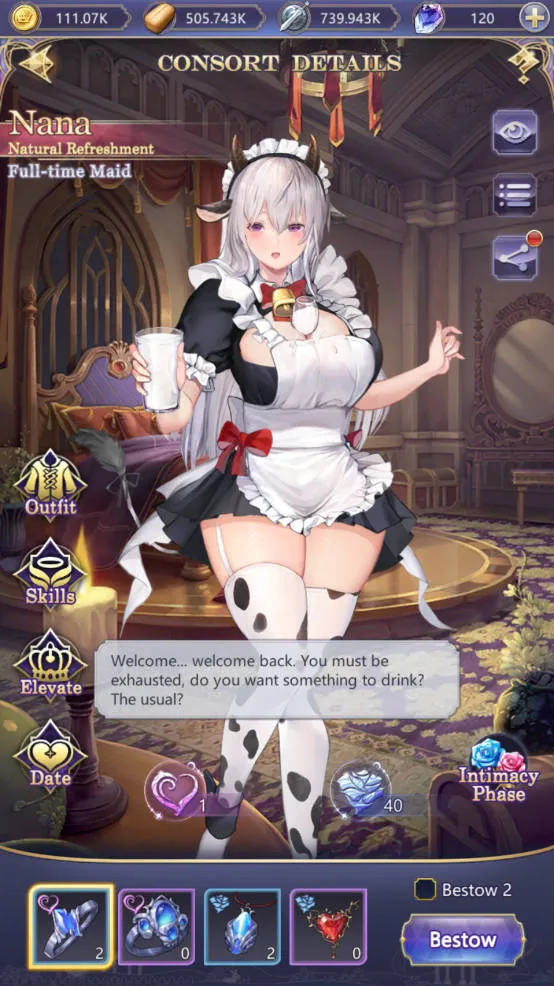 111.07K
505.743K
739.943K
120
CONSORT DETAILS
Nana
Natural Refreshment
Full-time Maid
Outfit
Skills
Elevate
Date
Welcome... welcome back. You must be
exhausted, do you want something to drink?
The usual?
1
40
Intimacy
Phase
2
0
2
0
Bestow 2
Bestow